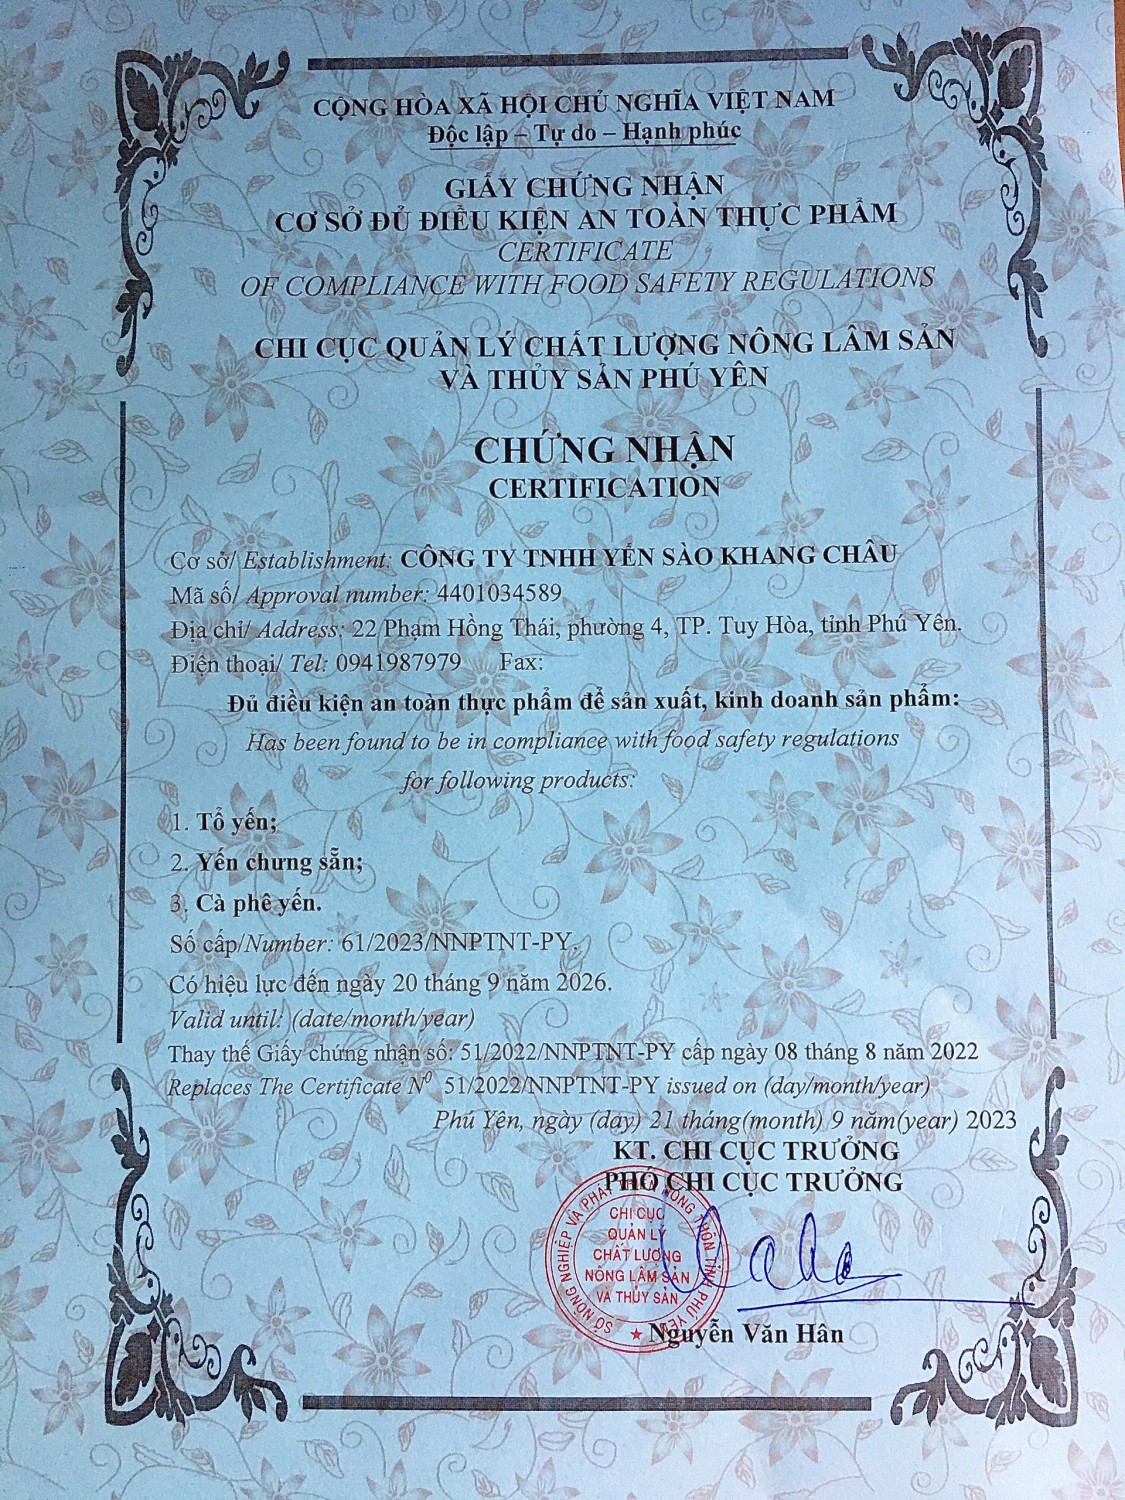 CỘNG HÒA XÃ HỘI CHỦ NGHĨA VIỆT NAM
Độc lập – Tự do – Hạnh phúc
GIẤY CHỨNG NHẬN
CƠ SỞ ĐỦ ĐIỀU KIỆN AN TOÀN THỰC PHẨM
CERTIFICATE
OF COMPLIANCE WITH FOOD SAFETY REGULATIONS
CHI CỤC QUẢN LÝ CHẤT LƯỢNG NÔNG LÂM SẢN
VÀ THỦY SẢN PHÚ YÊN
CHỨNG NHẬN
CERTIFICATION
Cơ sở/ Establishment: CÔNG TY TNHH YẾN SÀO KHANG CHÂU
Mã số/ Approval number: 4401034589
Địa chỉ/ Address: 22 Phạm Hồng Thái, phường 4, TP. Tuy Hòa, tỉnh Phú Yên.
Điện thoại/ Tel: 0941987979 Fax:
Đủ điều kiện an toàn thực phẩm để sản xuất, kinh doanh sản phẩm:
Has been found to be in compliance with food safety regulations
for following products:
1. Tổ yến;
2. Yến chưng sẵn;
3. Cà phê yến.
Số cấp/Number: 61/2023/NNPTNT-PY.
Có hiệu lực đến ngày 20 tháng 9 năm 2026.
Valid until: (date/month/year)
Thay thế Giấy chứng nhận số: 51/2022/NNPTNT-PY cấp ngày 08 tháng 8 năm 2022
Replaces The Certificate N⁰ 51/2022/NNPTNT-PY issued on (day/month/year)
Phú Yên, ngày (day) 21 tháng(month) 9 năm(year) 2023
KT. CHI CỤC TRƯỞNG
PHÓ CHI CỤC TRƯỞNG
SỞ NÔNG NGHIỆP VÀ PHÁT TRIỂN NÔNG THÔN TỈNH PHÚ YÊN
CHI CỤC
QUẢN LÝ
CHẤT LƯỢNG
NÔNG LÂM SẢN
VÀ THỦY SẢN
Nguyễn Văn Hân